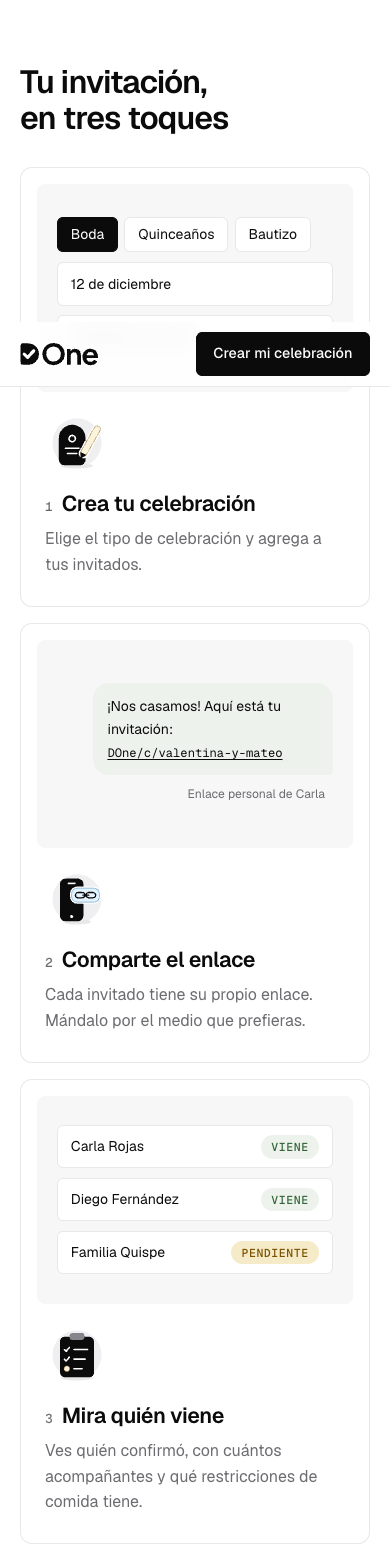 Tu invitación,
en tres toques
Boda
Quinceaños
Bautizo
12 de diciembre
DOne
Crear mi celebración
1 Crea tu celebración
Elige el tipo de celebración y agrega a
tus invitados.
¡Nos casamos! Aquí está tu
invitación:
DOne/c/valentina-y-mateo
Enlace personal de Carla
2 Comparte el enlace
Cada invitado tiene su propio enlace.
Mándalo por el medio que prefieras.
Carla Rojas
VIENE
Diego Fernández
VIENE
Familia Quispe
PENDIENTE
3 Mira quién viene
Ves quién confirmó, con cuántos
acompañantes y qué restricciones de
comida tiene.